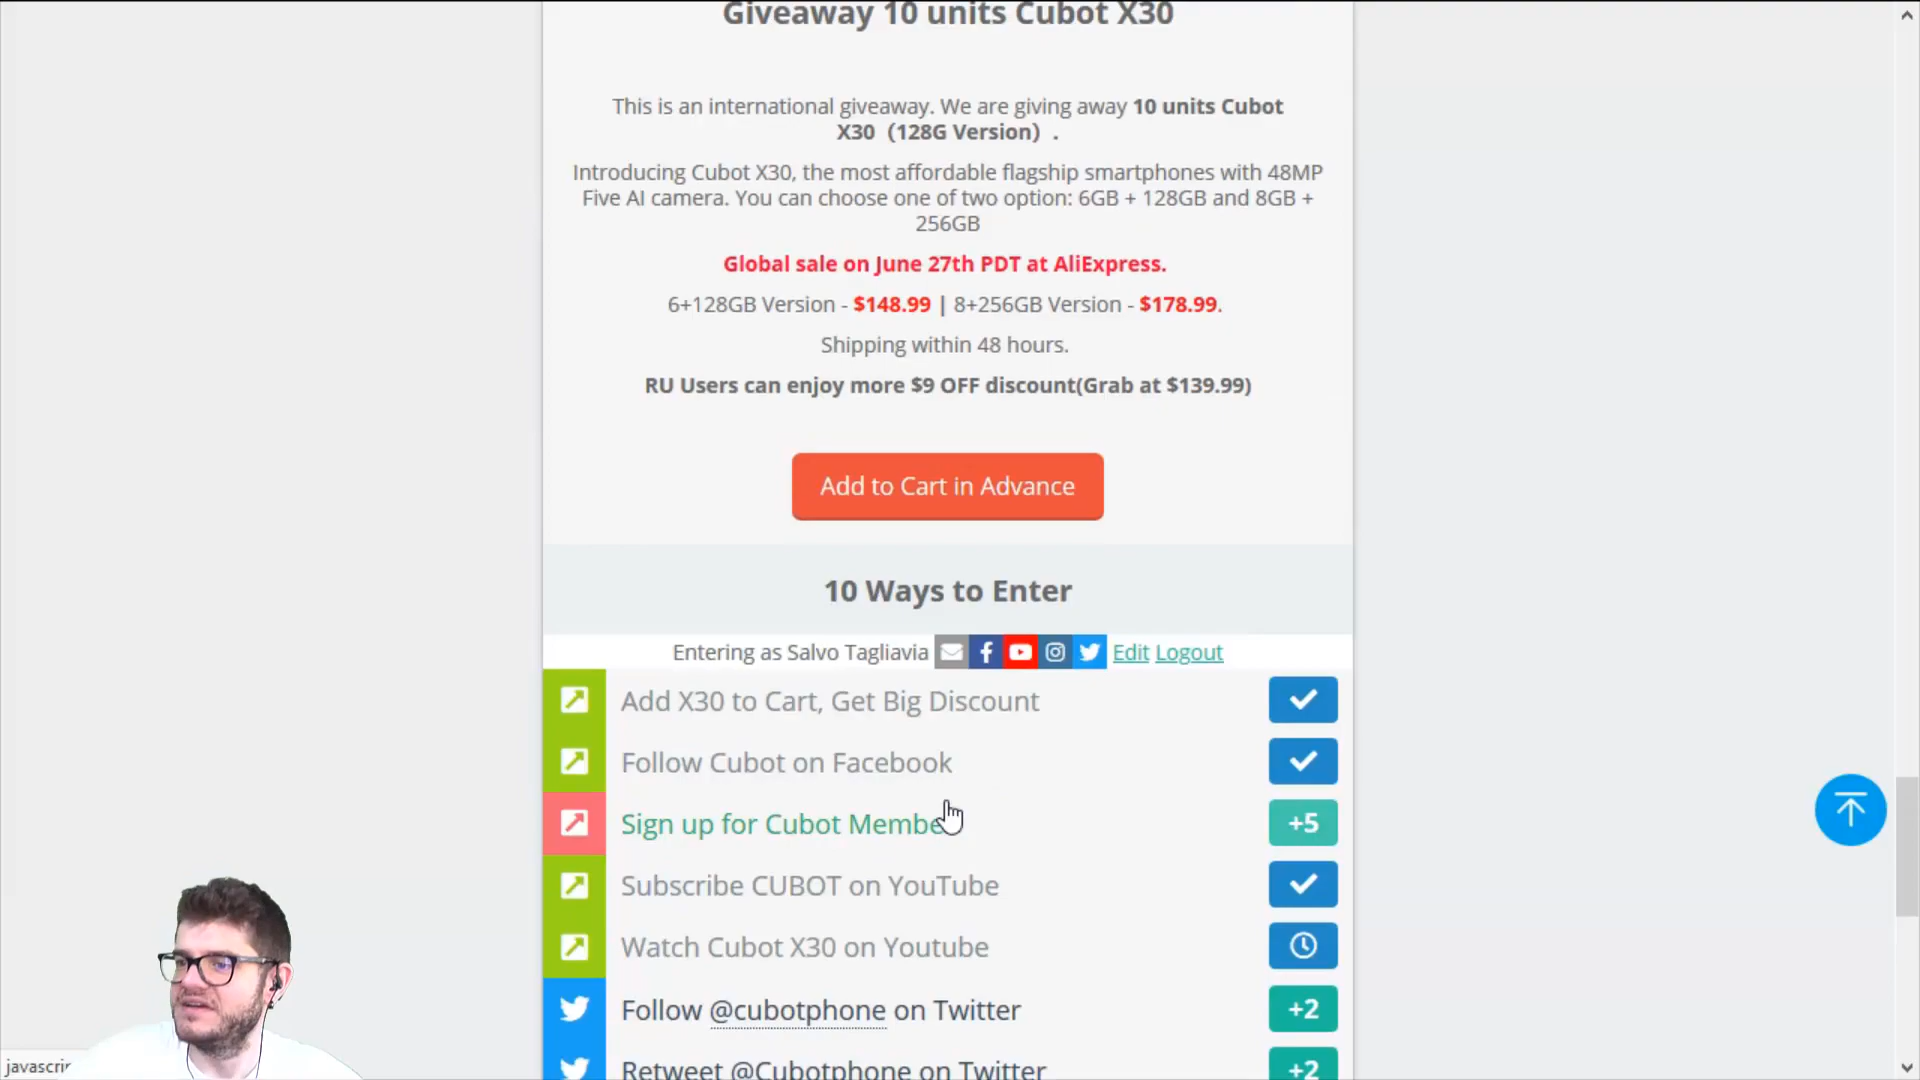 Giveaway 10 units Cubot X30
This is an international giveaway. We are giving away 10 units Cubot
X30（128G Version）.
Introducing Cubot X30, the most affordable flagship smartphones with 48MP
Five AI camera. You can choose one of two option: 6GB + 128GB and 8GB +
256GB
Global sale on June 27th PDT at AliExpress.
6+128GB Version - $148.99 | 8+256GB Version - $178.99.
Shipping within 48 hours.
RU Users can enjoy more $9 OFF discount(Grab at $139.99)
Add to Cart in Advance
10 Ways to Enter
Entering as Salvo Tagliavia Edit Logout
Add X30 to Cart, Get Big Discount
Follow Cubot on Facebook
Sign up for Cubot Membe +5
Subscribe CUBOT on YouTube
Watch Cubot X30 on Youtube
Follow @cubotphone on Twitter +2
Retweet @Cubotphone on Twitter +2
javascri